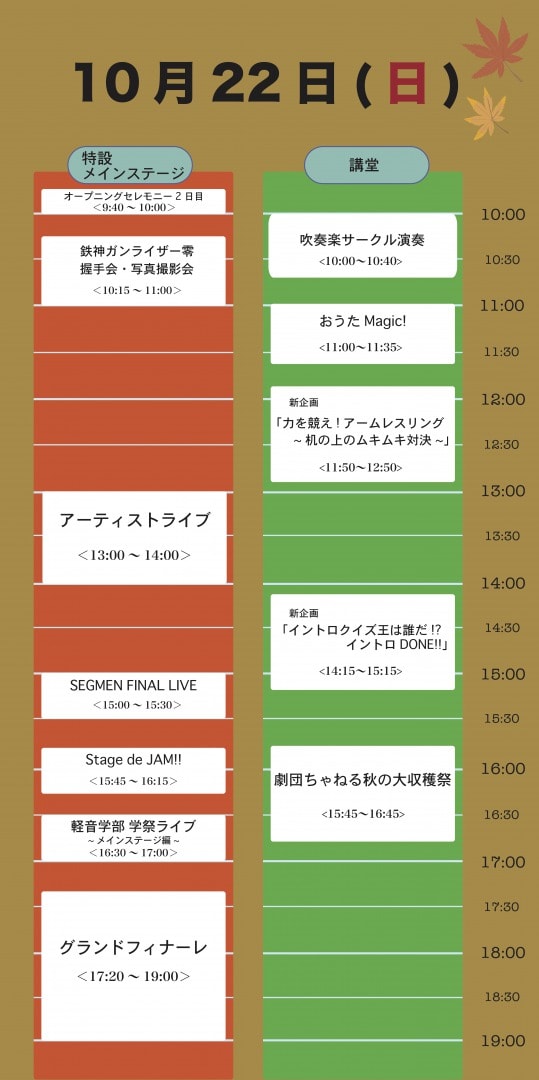 10月22日(日)
特設
メインステージ
オープニングセレモニー2日目
<9:40 ~ 10:00>
鉄神ガンライザー零
握手会・写真撮影会
<10:15 ~ 11:00>
アーティストライブ
<13:00 ~ 14:00>
SEGMEN FINAL LIVE
<15:00 ~ 15:30>
Stage de JAM!!
<15:45 ~ 16:15>
軽音学部 学祭ライブ
~メインステージ編~
<16:30 ~ 17:00>
グランドフィナーレ
<17:20 ~ 19:00>
講堂
吹奏楽サークル演奏
<10:00~10:40>
おうた Magic!
<11:00~11:35>
新企画
「力を競え!アームレスリング
~机の上のムキムキ対決~」
<11:50~12:50>
新企画
「イントロクイズ王は誰だ!?
イントロ DONE!!」
<14:15~15:15>
劇団ちゃねる秋の大収穫祭
<15:45~16:45>
10:00
10:30
11:00
11:30
12:00
12:30
13:00
13:30
14:00
14:30
15:00
15:30
16:00
16:30
17:00
17:30
18:00
18:30
19:00